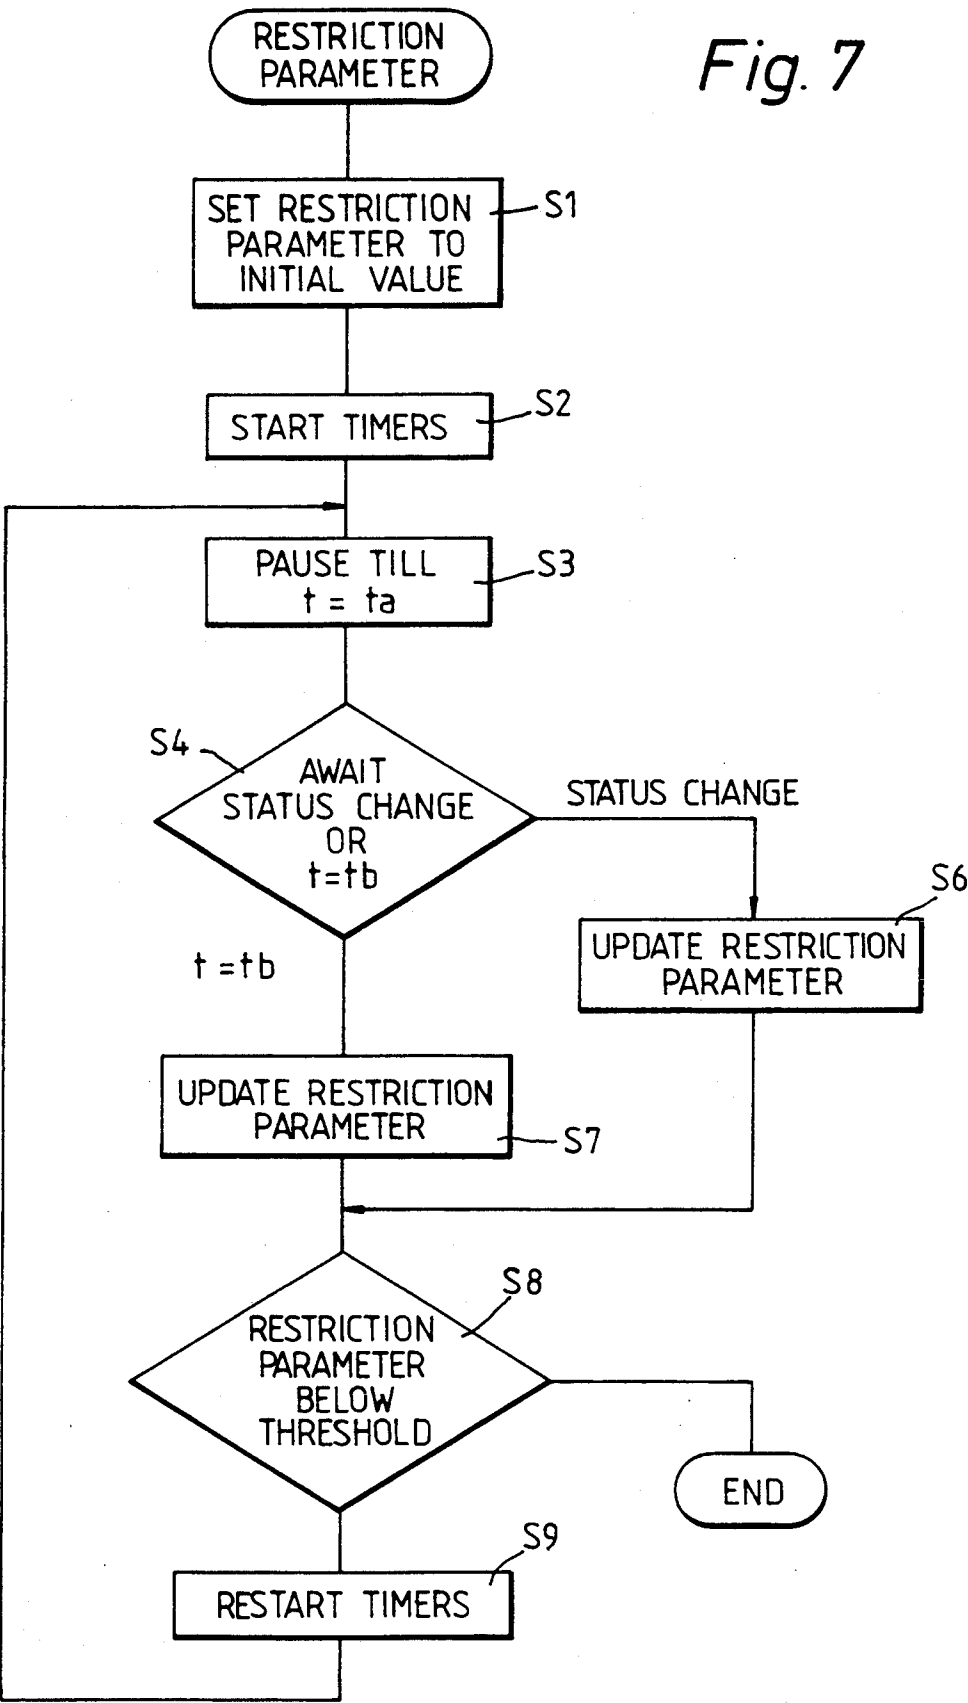 RESTRICTION
PARAMETER
Fig. 7
SET RESTRICTION
PARAMETER TO
INITIAL VALUE
S1
START TIMERS
S2
PAUSE TILL
t = ta
S3
S4
AWAIT
STATUS CHANGE
OR
t=tb
STATUS CHANGE
S6
UPDATE RESTRICTION
PARAMETER
t =tb
UPDATE RESTRICTION
PARAMETER
S7
S8
RESTRICTION
PARAMETER
BELOW
THRESHOLD
END
S9
RESTART TIMERS